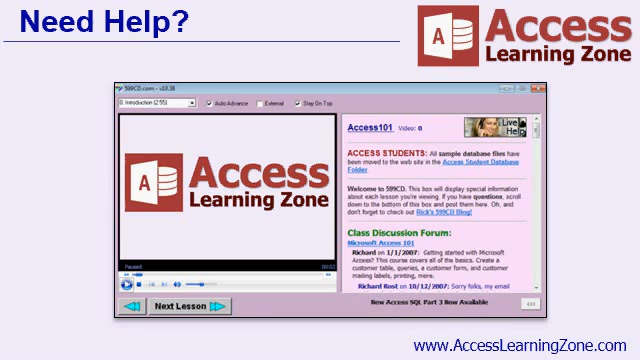 Need Help?
A Access
Learning Zone
599CD.com - v10.38
0. Introduction (2:55)
Auto Advance
External
Stay On Top
A Access
Learning Zone
Paused
00:03
Next Lesson
Access101 Video: 0
Live Help
ACCESS STUDENTS: All sample database files have
been moved to the web site in the Access Student Database
Folder
Welcome to 599CD. This box will display special information
about each lesson you're viewing. If you have questions, scroll
down to the bottom of this box and post them here. Oh, and
don't forget to check out Rick's 599CD Blog!
Class Discussion Forum:
Microsoft Access 101
Richard on 1/1/2007: Getting started with Microsoft
Access? This course covers all of the basics. Create a
customer table, queries, a customer form, and customer
mailing labels, printing, more.
Richard Rost on 10/12/2007: Sorry folks, my email
New Access SQL Part 3 Now Available
<<<
www.AccessLearningZone.com